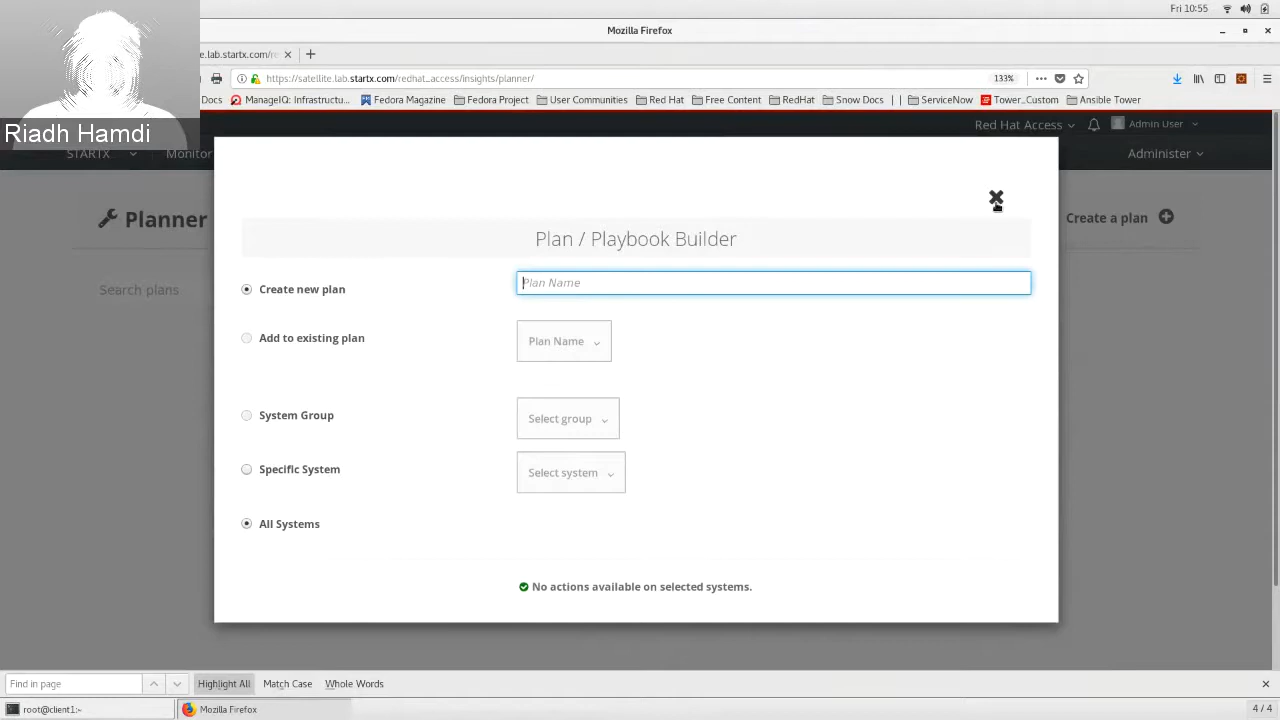 Fri 10:55
Mozilla Firefox
e.lab.startx.com/re
https://satellite.lab.startx.com/redhat_access/insights/planner/
133%
Docs ManageIQ: Infrastructu... Fedora Magazine Fedora Project User Communities Red Hat Free Content RedHat Snow Docs | | ServiceNow Tower_Custom Ansible Tower
Riadh Hamdi
Red Hat Access Admin User
STARTX Monitor Administer
Planner
Create a plan
Search plans
Plan / Playbook Builder
Create new plan Plan Name
Add to existing plan Plan Name
System Group Select group
Specific System Select system
All Systems
No actions available on selected systems.
Find in page Highlight All Match Case Whole Words
root@client1:~ Mozilla Firefox 4 / 4